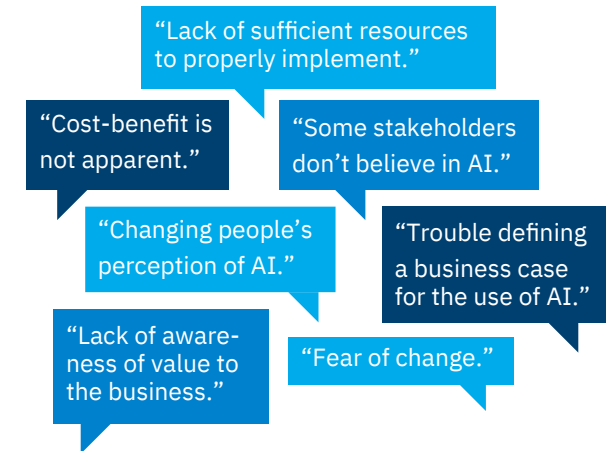 “Lack of sufficient resources
to properly implement.”
“Cost-benefit is
not apparent.”
“Some stakeholders
don’t believe in AI.”
“Changing people’s
perception of AI.”
“Trouble defining
a business case
for the use of AI.”
“Lack of aware-
ness of value to
the business.”
“Fear of change.”